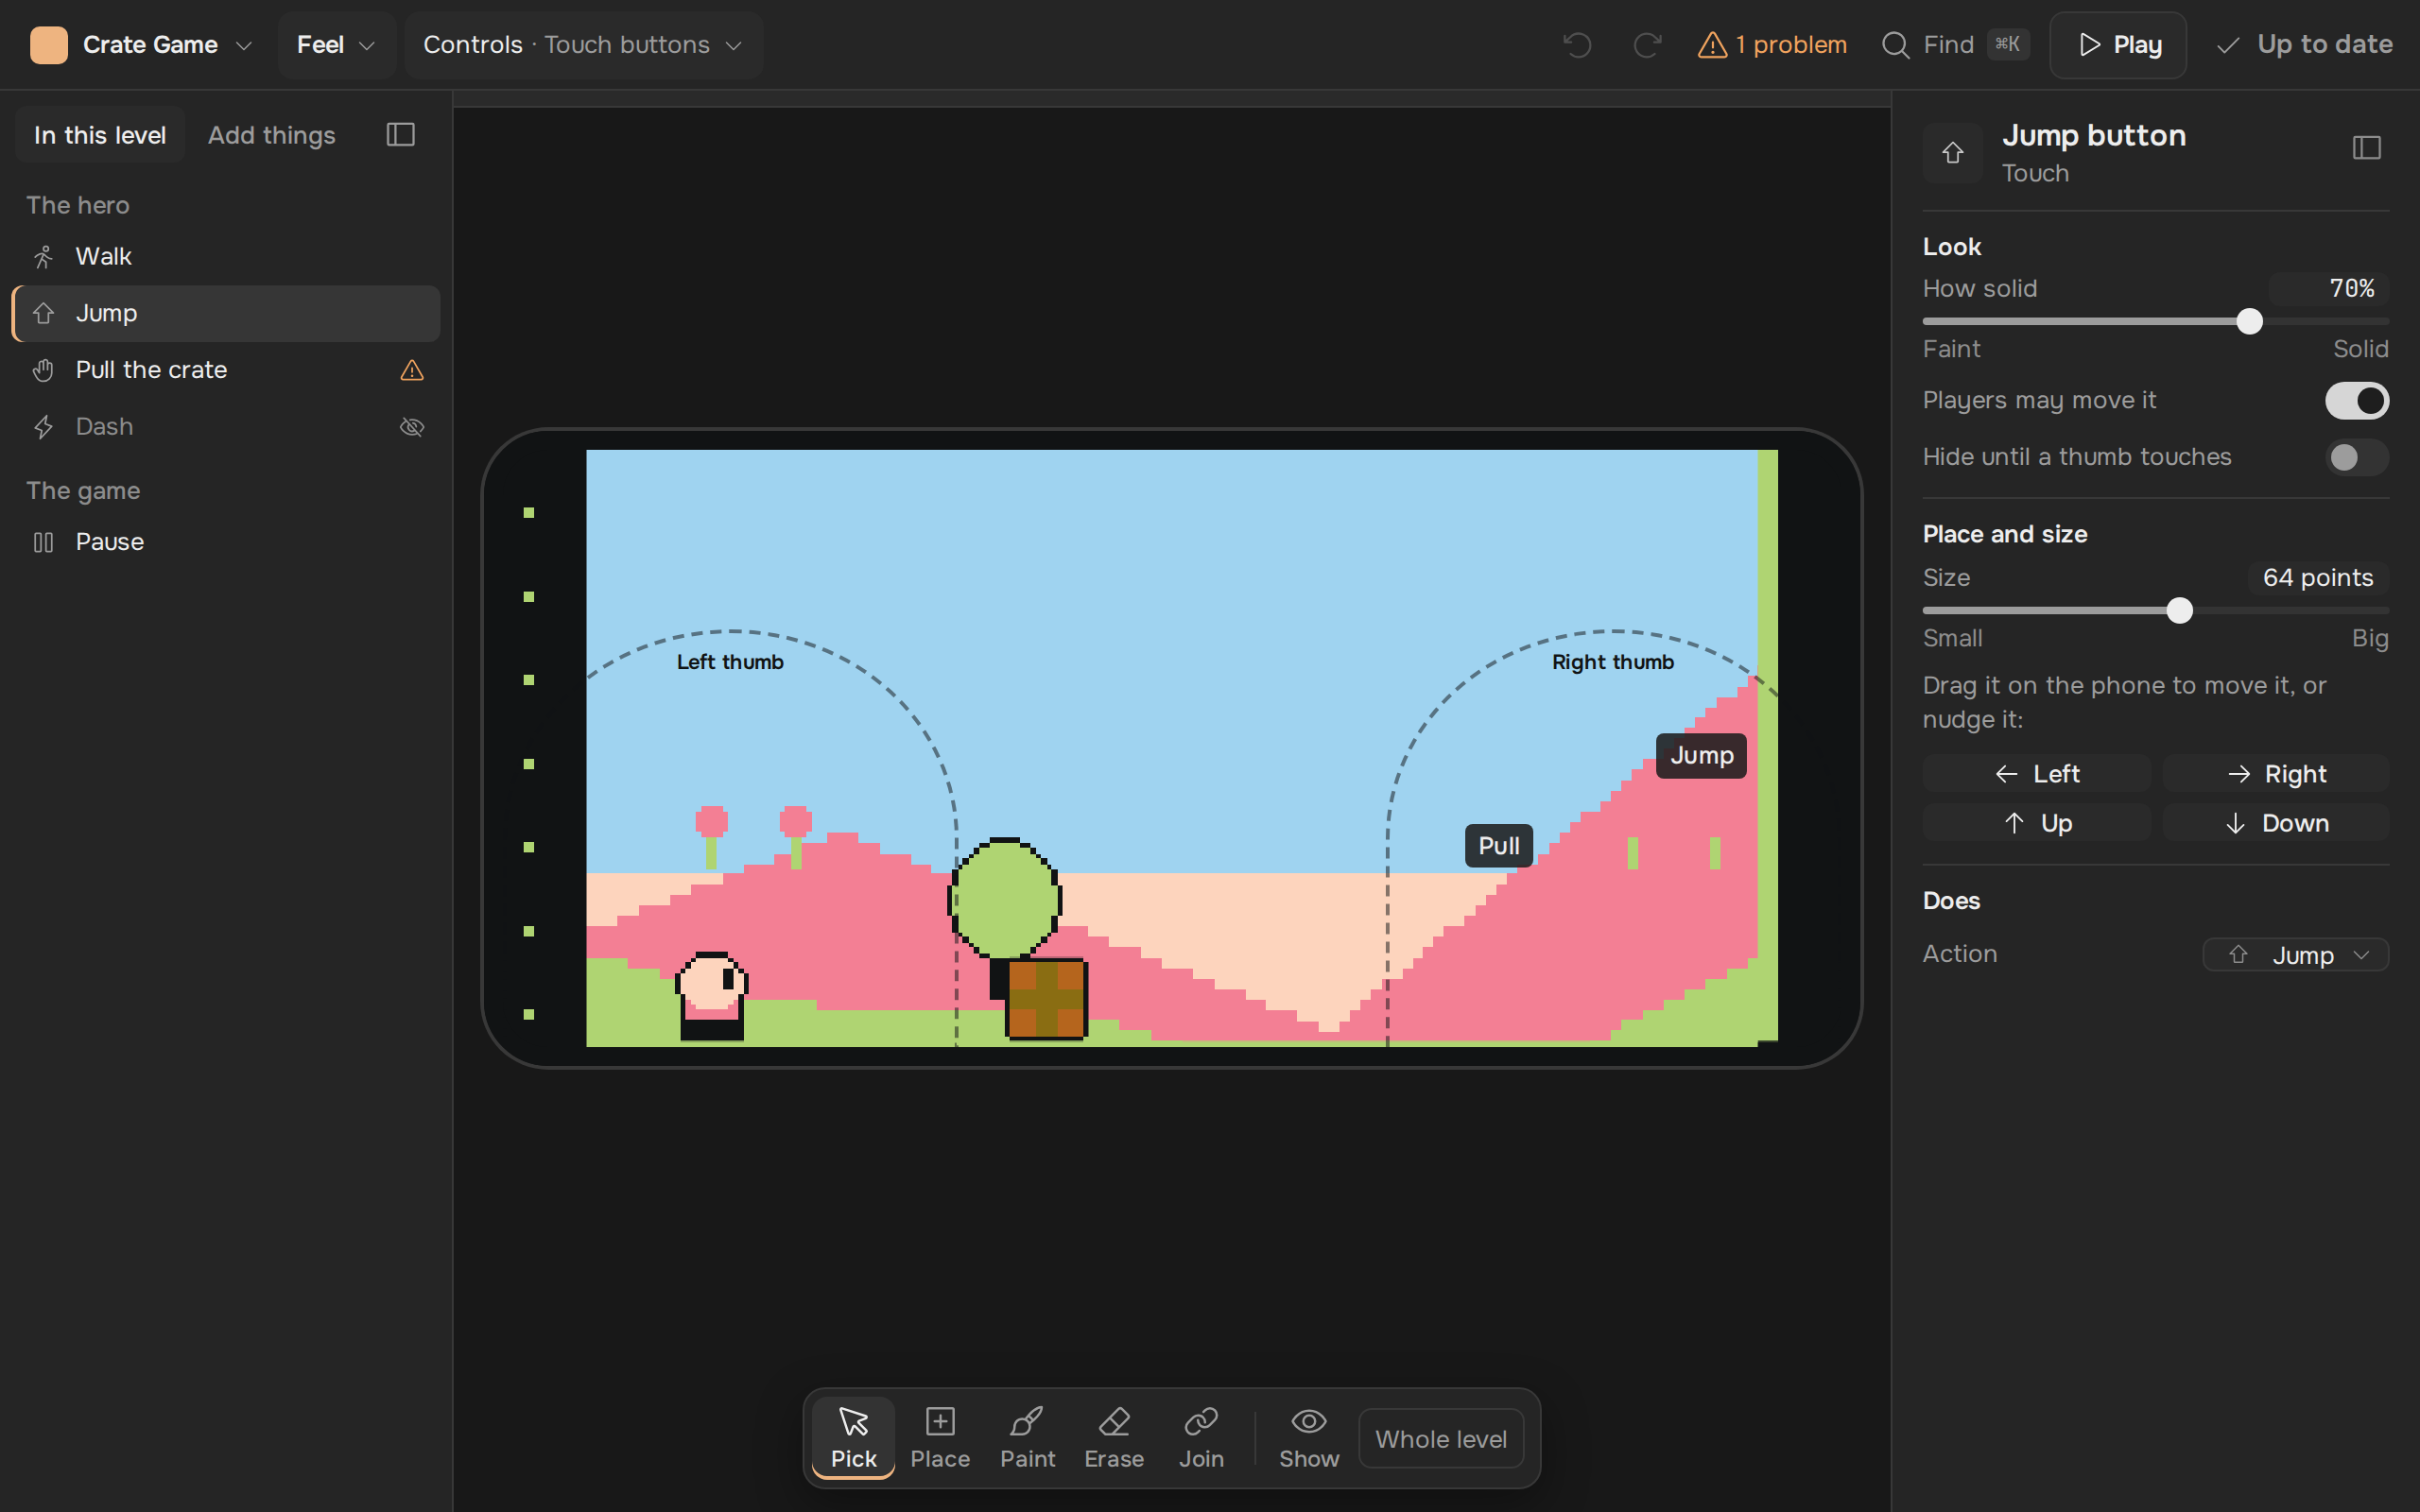 Crate Game
Feel
Controls · Touch buttons
1 problem
Find ⌘K
Play
Up to date
In this level
Add things
The hero
Walk
Jump
Pull the crate
Dash
The game
Pause
Left thumb
Right thumb
Jump
Pull
Pick
Place
Paint
Erase
Join
Show
Whole level
Jump button
Touch
Look
How solid
70%
Faint
Solid
Players may move it
Hide until a thumb touches
Place and size
Size
64 points
Small
Big
Drag it on the phone to move it, or
nudge it:
Left
Right
Up
Down
Does
Action
Jump